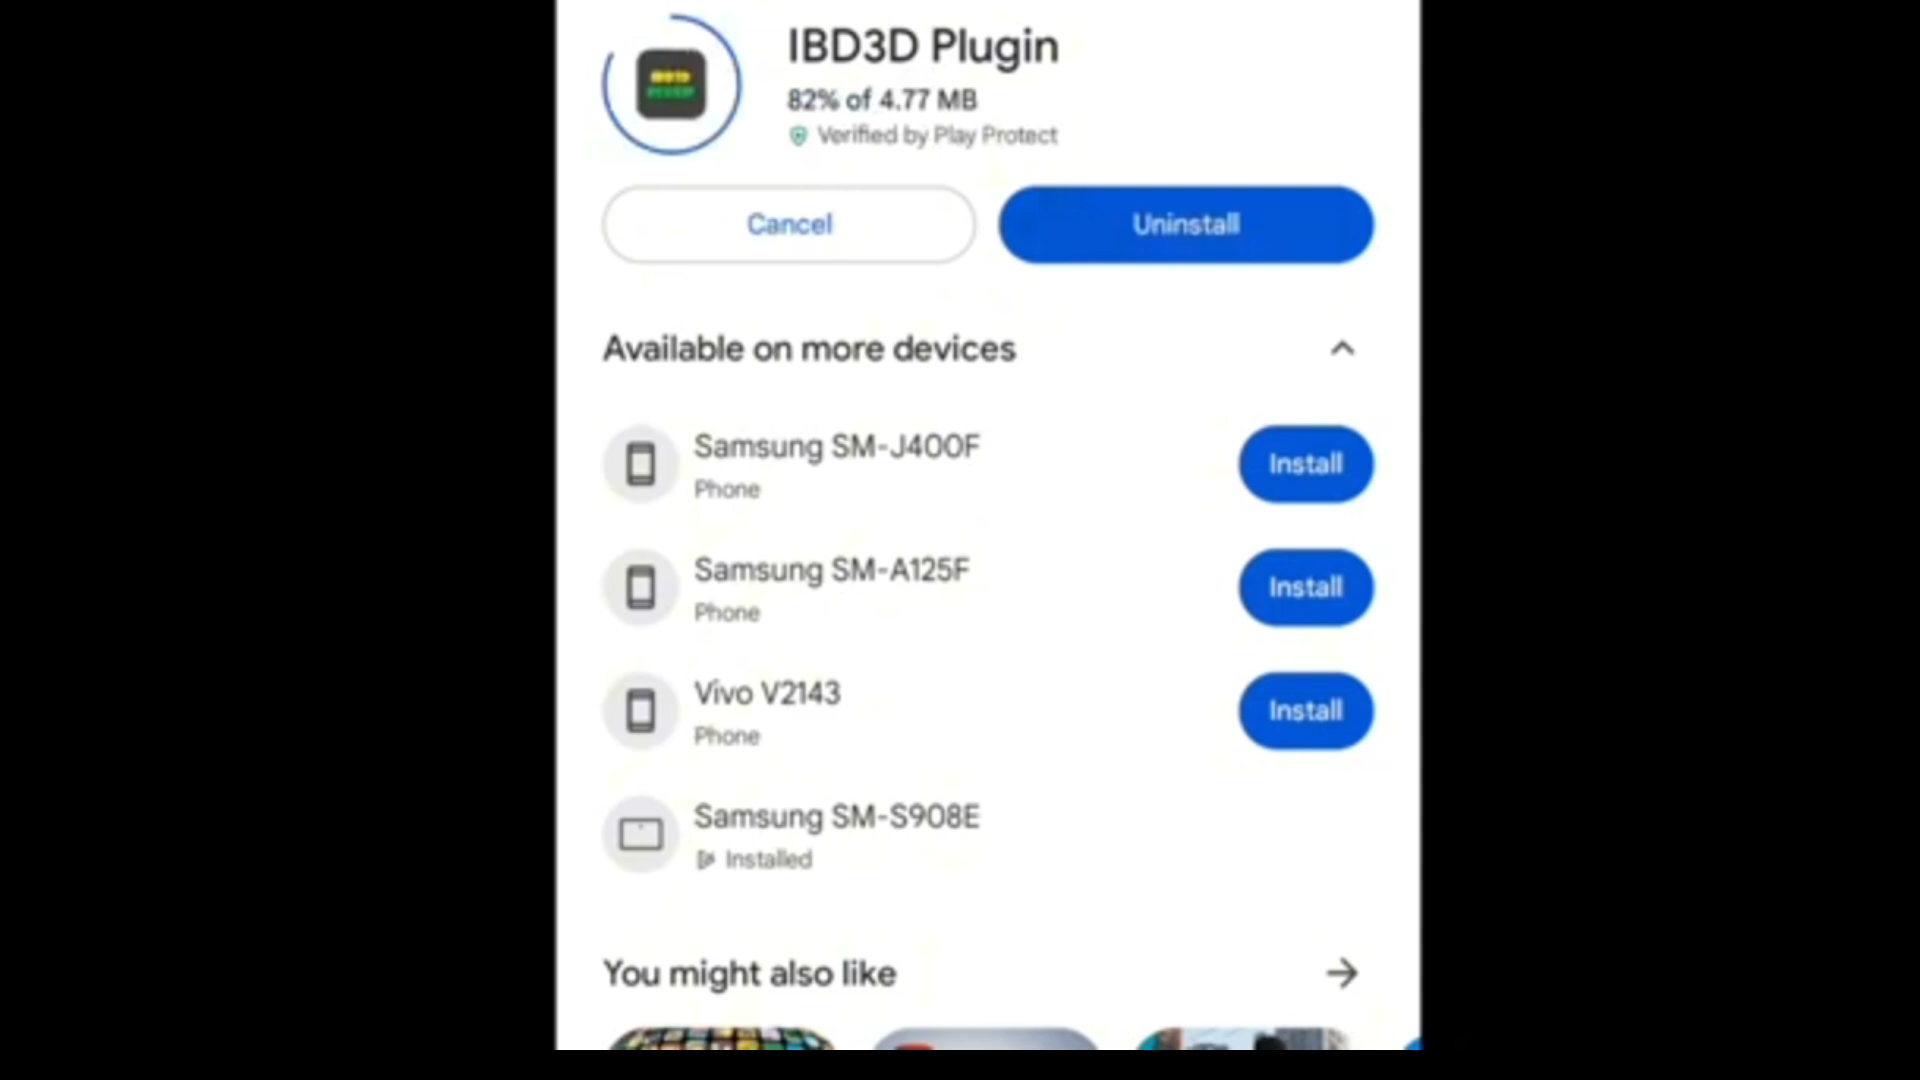 IBD3D Plugin
82% of 4.77 MB
Verified by Play Protect
Cancel
Uninstall
Available on more devices
Samsung SM-J400F
Phone
Install
Samsung SM-A125F
Phone
Install
Vivo V2143
Phone
Install
Samsung SM-S908E
Installed
You might also like